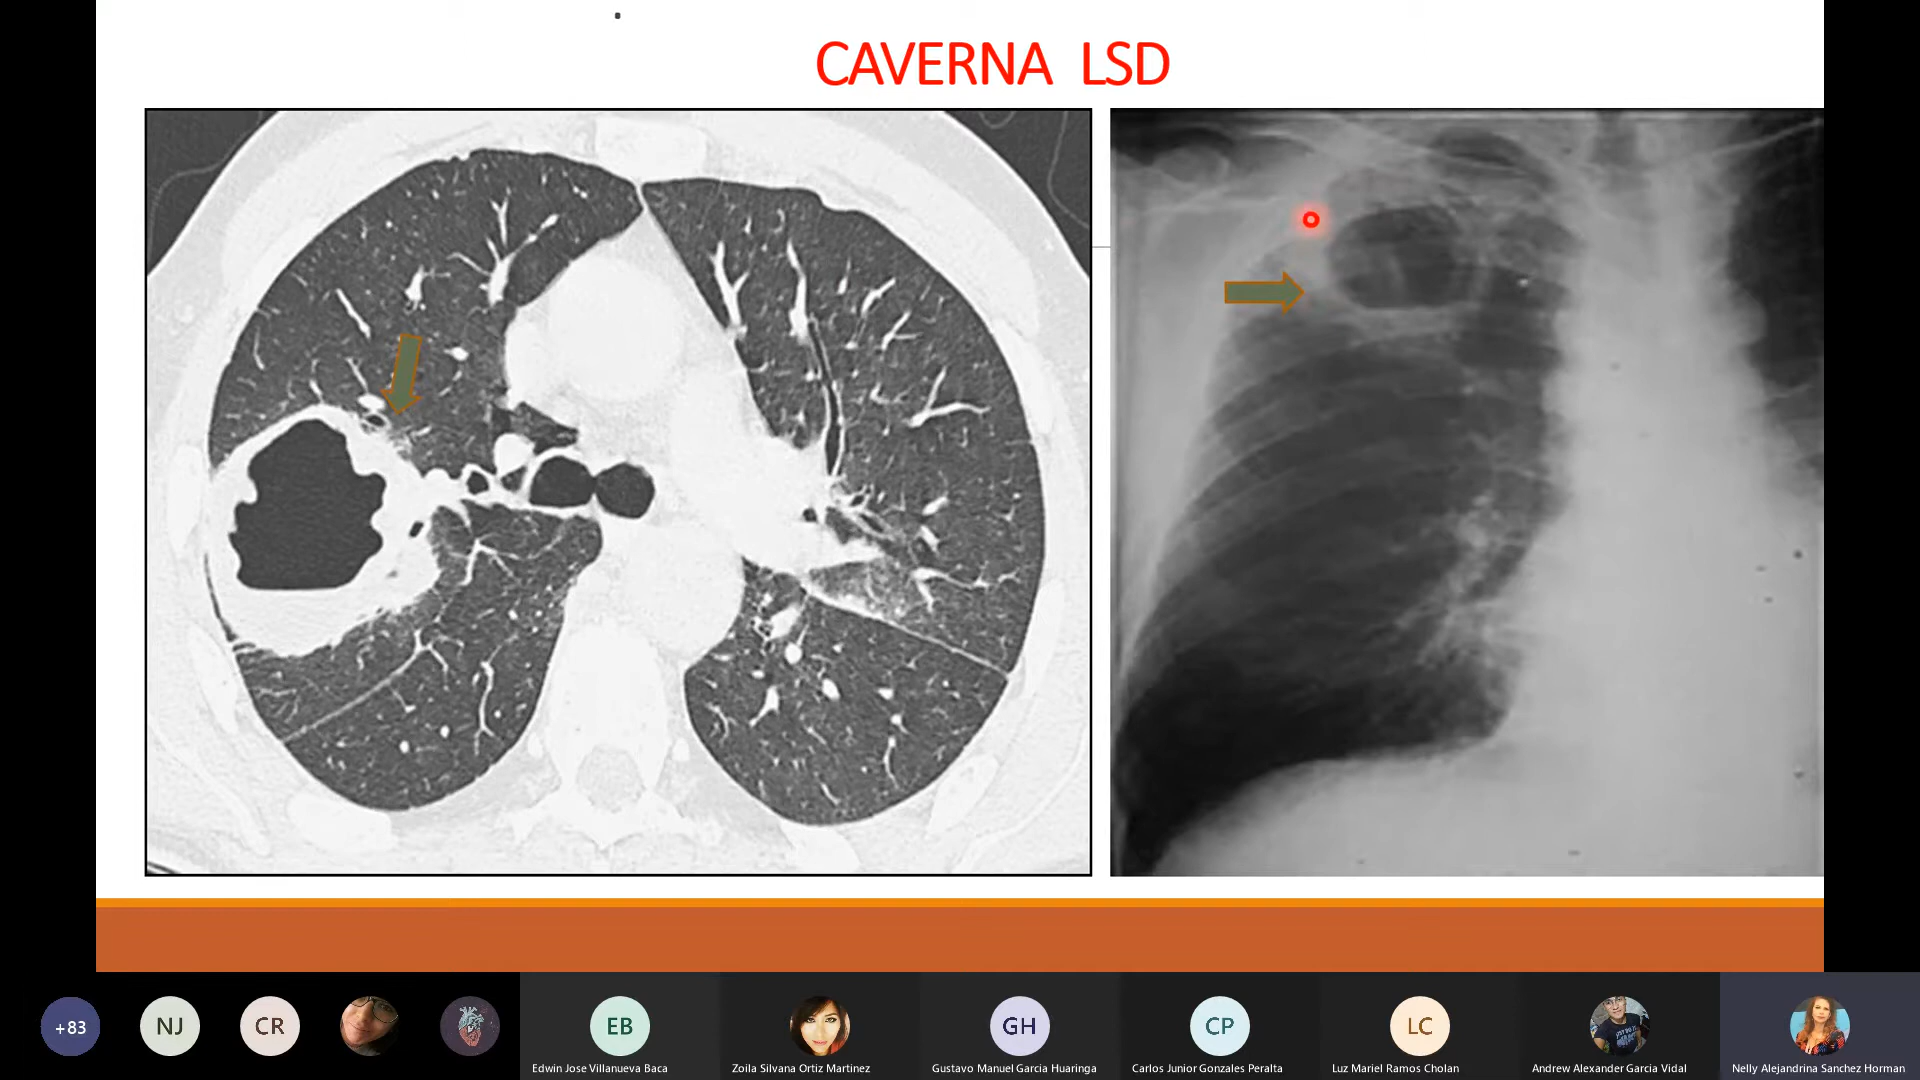 CAVERNA LSD
+83
NJ
CR
EB
GH
CP
LC
Edwin Jose Villanueva Baca
Zoila Silvana Ortiz Martinez
Gustavo Manuel Garcia Huaringa
Carlos Junior Gonzales Peralta
Luz Mariel Ramos Cholan
Andrew Alexander Garcia Vidal
Nelly Alejandrina Sanchez Horman